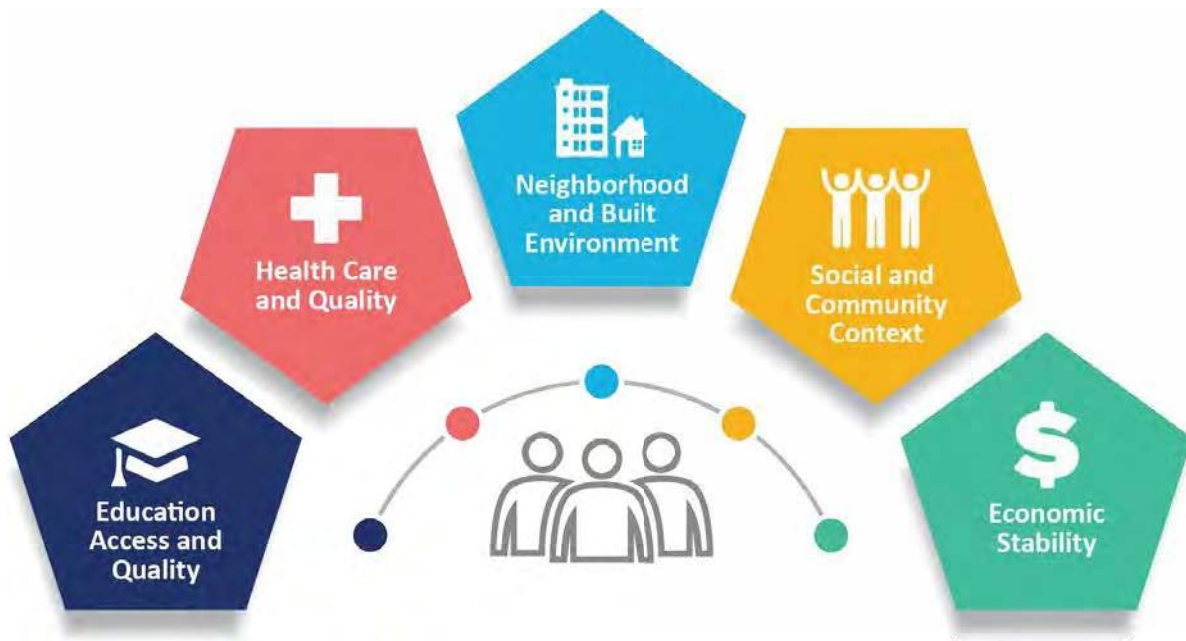 Neighborhood
and Built
Environment
Health Care
and Quality
Social and
Community
Context
Education
Access and
Quality
Economic
Stability